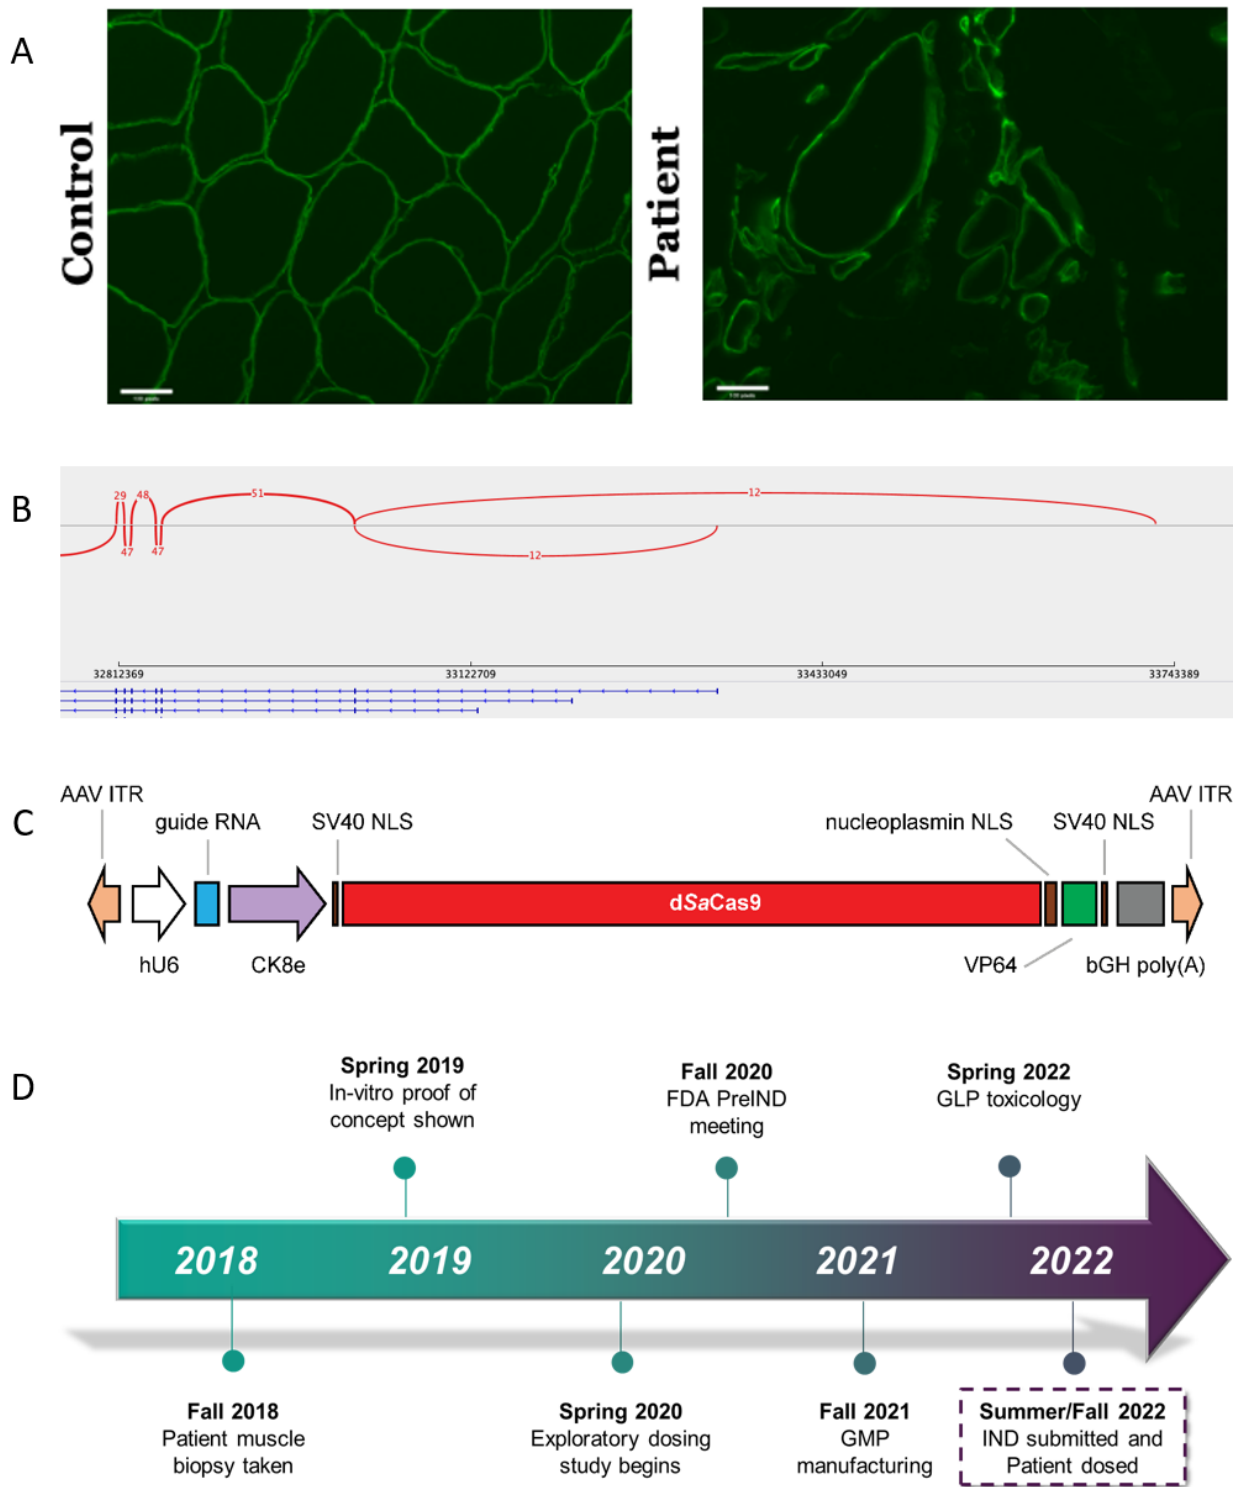 A
Control
Patient
100 pixels
100 pixels
B
29
48
51
12
47
47
12
32812369
33122709
33433049
33743389
C
AAV ITR
guide RNA
SV40 NLS
nucleoplasmin NLS
SV40 NLS
AAV ITR
dSaCas9
hU6
CK8e
VP64
bGH poly(A)
D
Spring 2019
In-vitro proof of
concept shown
Fall 2020
FDA PreIND
meeting
Spring 2022
GLP toxicology
2018
2019
2020
2021
2022
Fall 2018
Patient muscle
biopsy taken
Spring 2020
Exploratory dosing
study begins
Fall 2021
GMP
manufacturing
Summer/Fall 2022
IND submitted and
Patient dosed